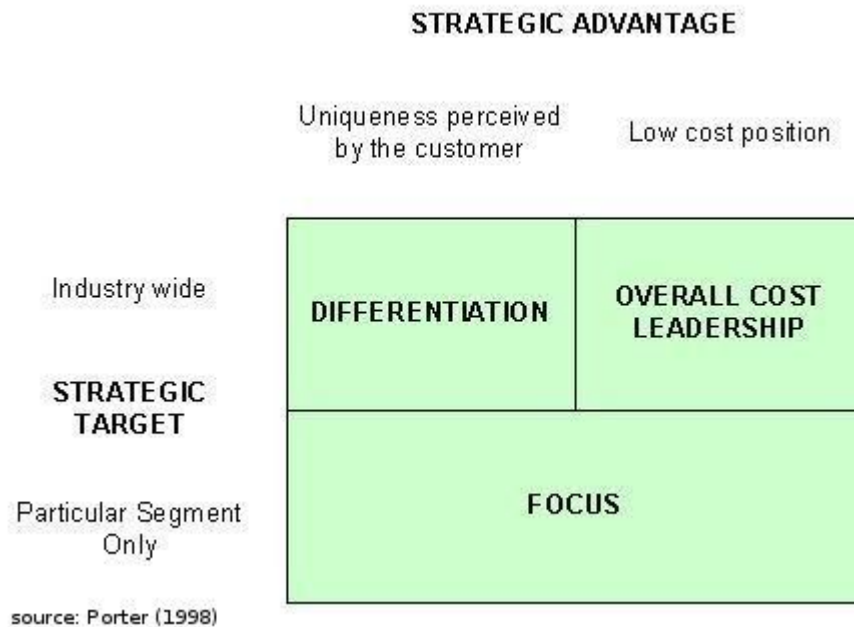 STRATEGIC ADVANTAGE
Uniqueness perceived
by the customer
Low cost position
Industry wide
DIFFERENTIATION
OVERALL COST
LEADERSHIP
STRATEGIC
TARGET
Particular Segment
Only
FOCUS
source: Porter (1998)